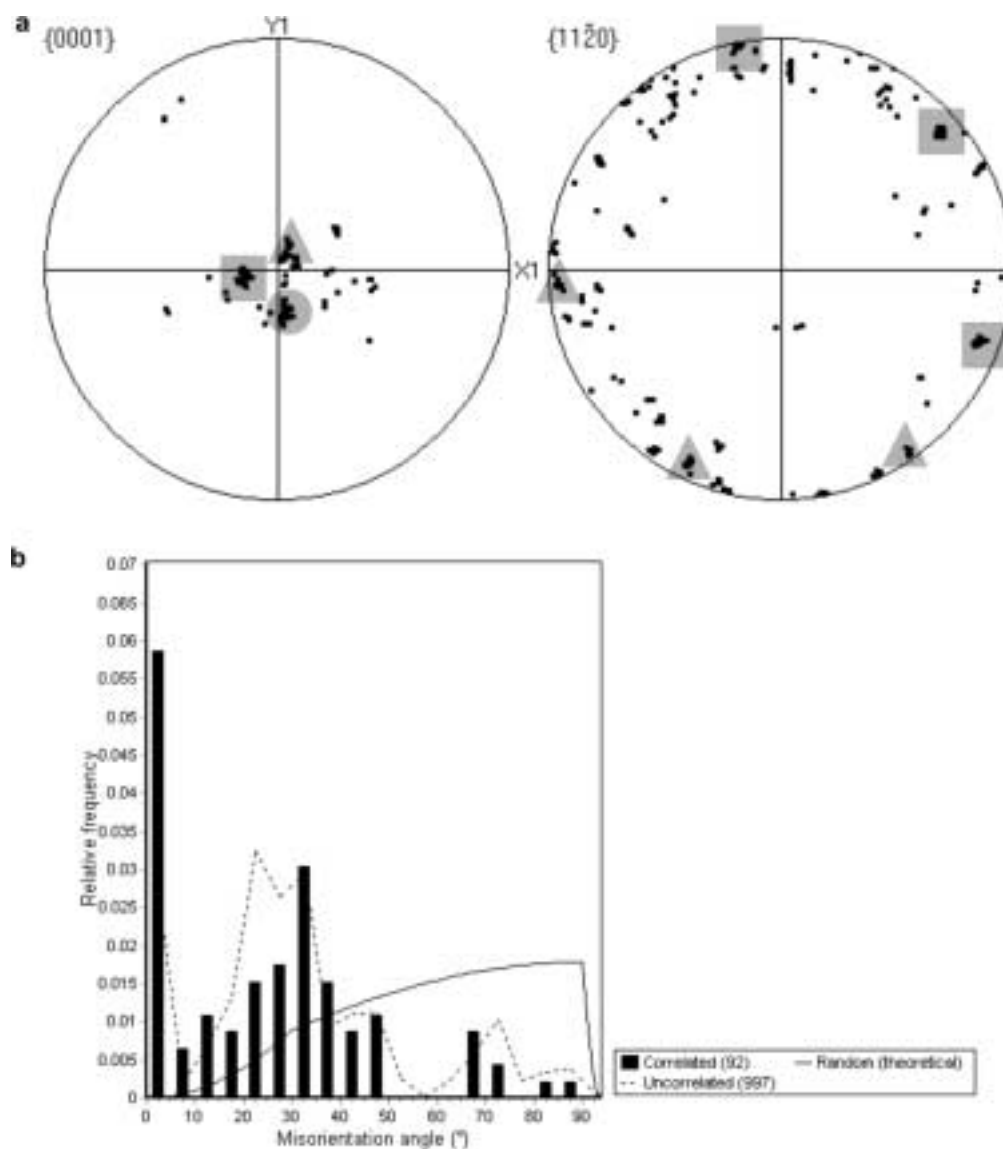 a
{0001}
Y1
{112̄0}
X1
b
0.07
0.065
0.06
0.055
0.05
0.045
0.04
0.035
0.03
0.025
0.02
0.015
0.01
0.005
0
Relative frequency
0 10 20 30 40 50 60 70 80 90
Misorientation angle (°)
Correlated (92)
Random (theoretical)
Uncorrelated (997)